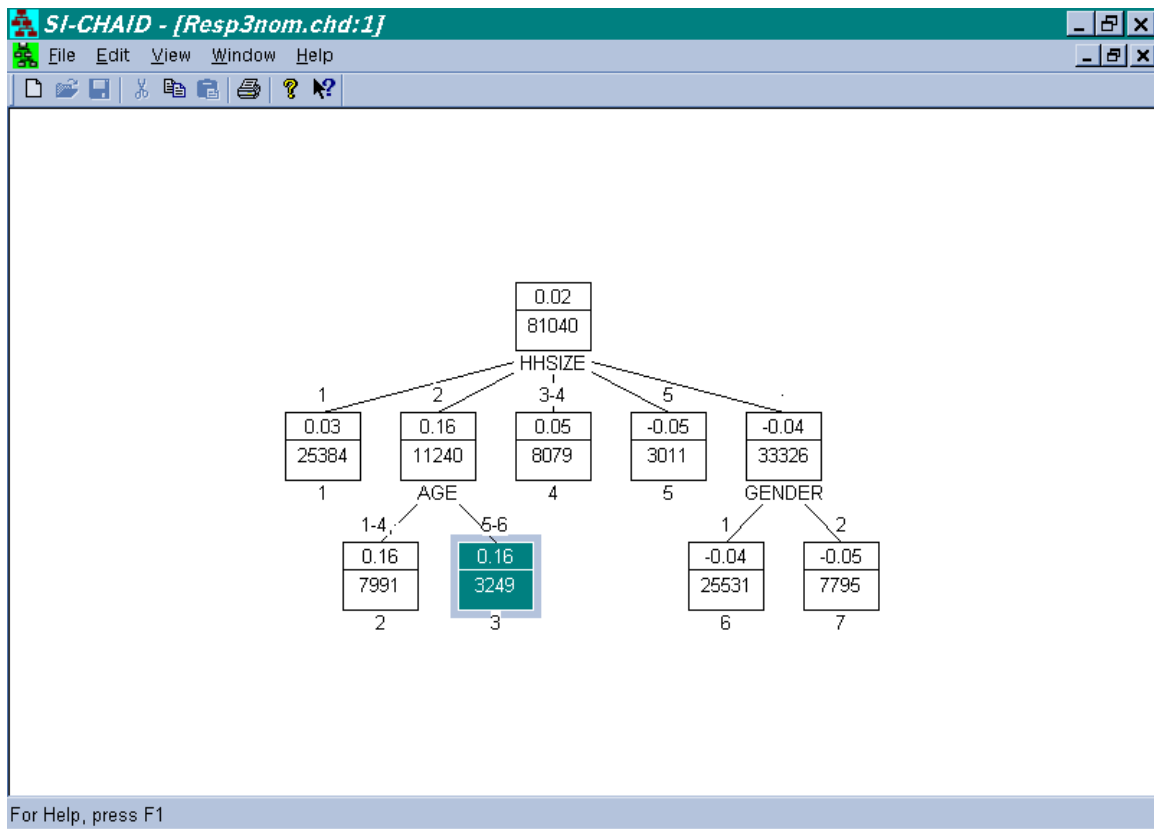 SI-CHAID - [Resp3nom.chd:1]
File Edit View Window Help
0.02
81040
HHSIZE
1 2 3-4 5 .
0.03 0.16 0.05 -0.05 -0.04
25384 11240 8079 3011 33326
1 AGE 4 5 GENDER
1-4,. 5-6 1 2
0.16 0.16 -0.04 -0.05
7991 3249 25531 7795
2 3 6 7
For Help, press F1